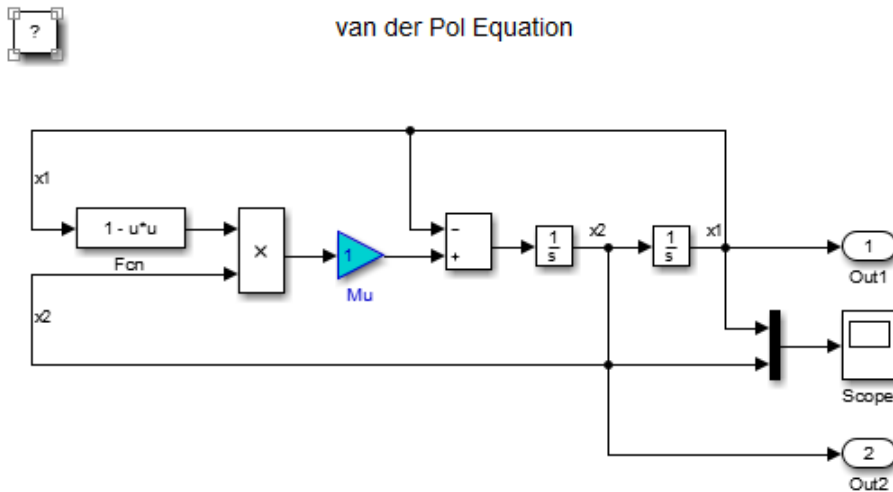 ?
van der Pol Equation
x1
1 - u*u
Fcn
×
1
Mu
−
+
1
s
x2
1
s
x1
1
Out1
x2
Scope
2
Out2